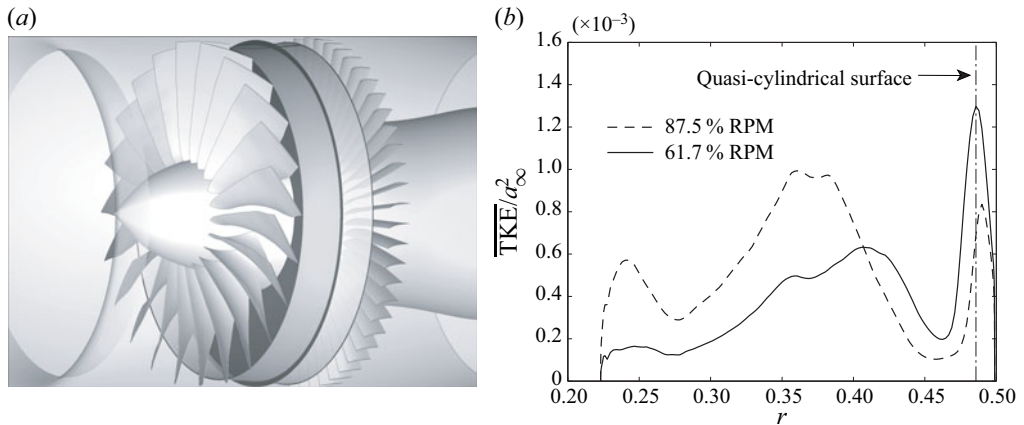 (a)
(b)
(×10⁻³)
1.6
1.4
1.2
1.0
0.8
0.6
0.4
0.2
0
TKE/a²∞
Quasi-cylindrical surface
87.5 % RPM
61.7 % RPM
0.20 0.25 0.30 0.35 0.40 0.45 0.50
r